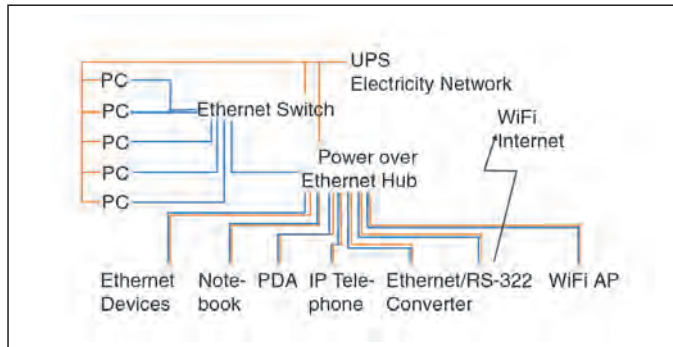 UPS
Electricity Network
PC
PC
PC
PC
PC
Ethernet Switch
WiFi
Internet
Power over
Ethernet Hub
Ethernet
Devices
Note-
book
PDA
IP Tele-
phone
Ethernet/RS-322
Converter
WiFi AP